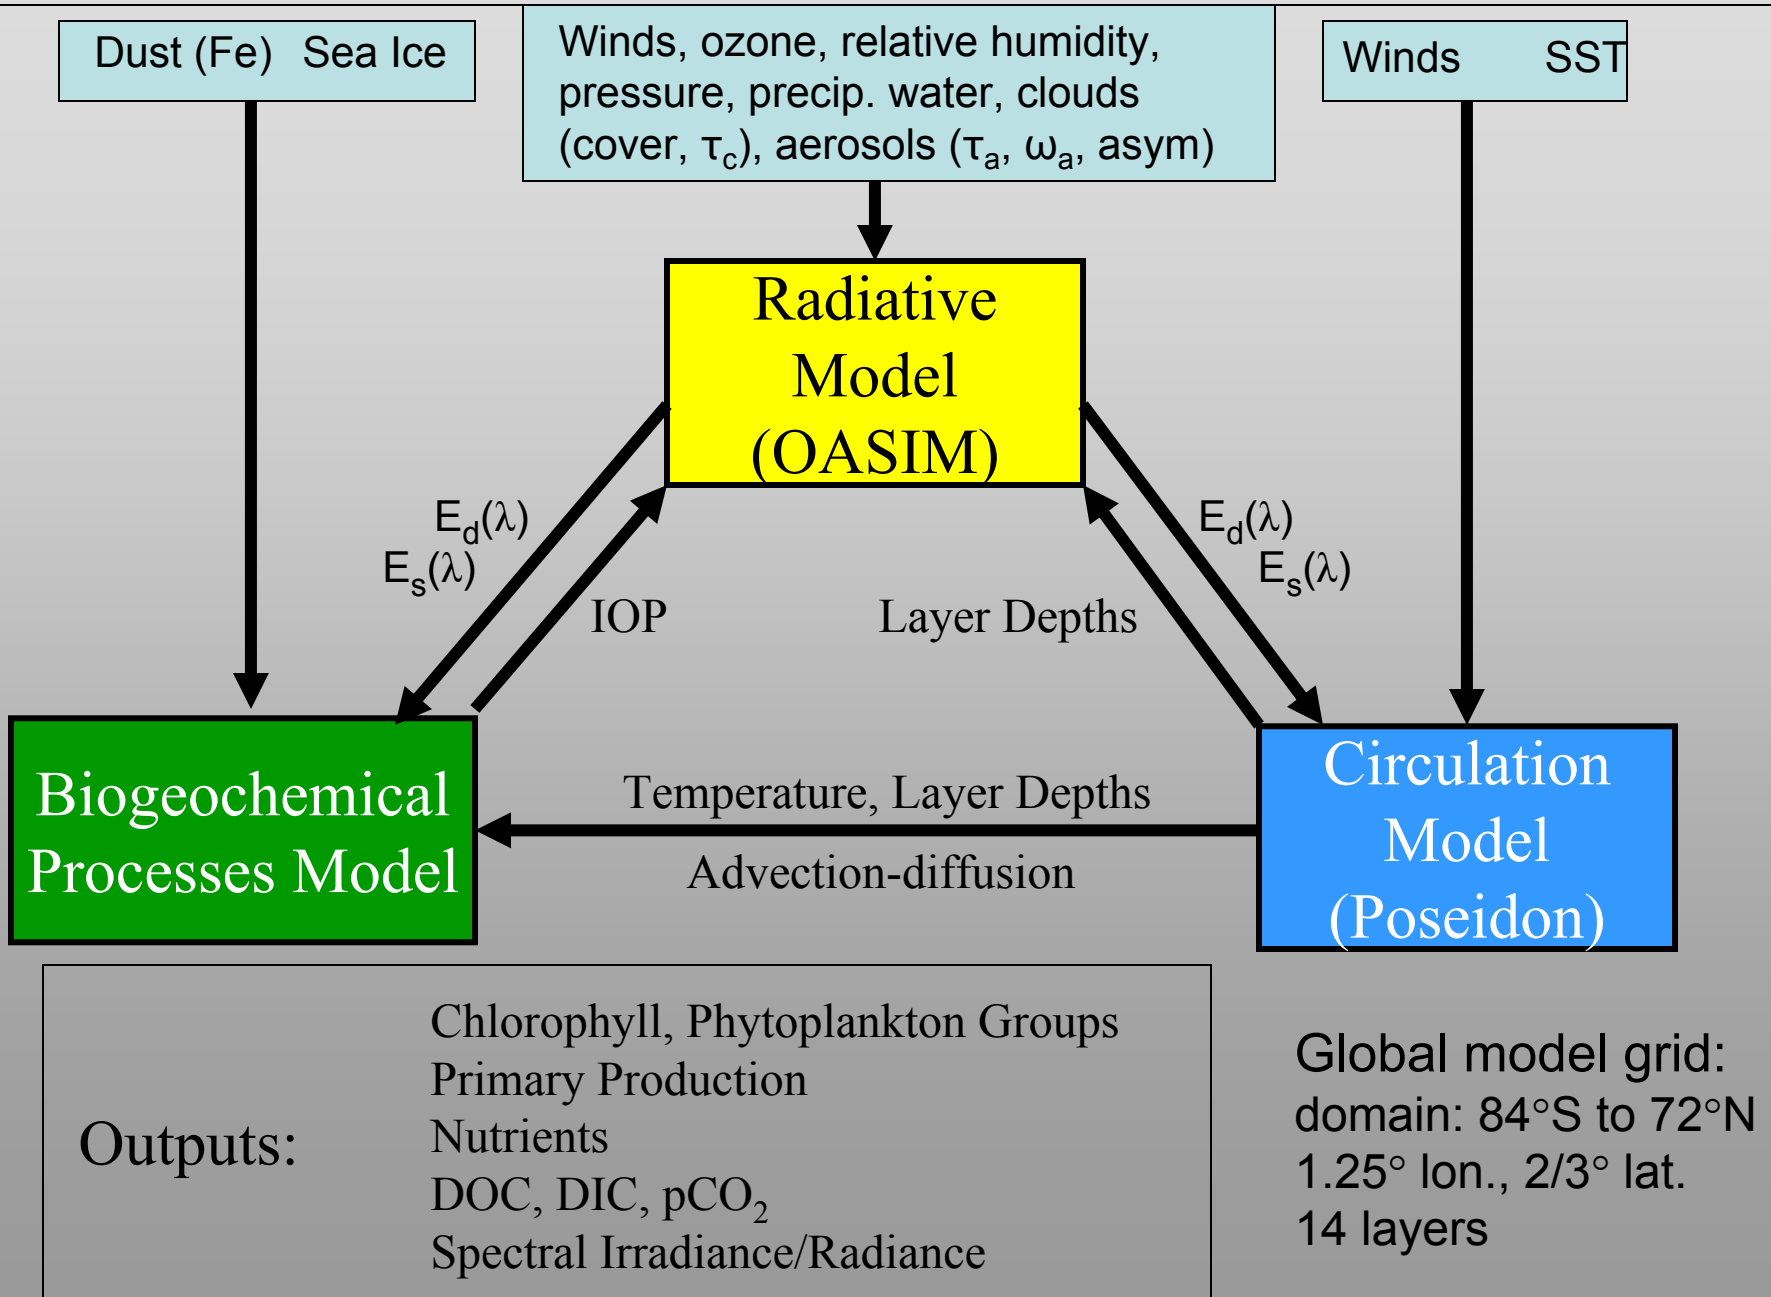 Dust (Fe) Sea Ice
Winds, ozone, relative humidity,
pressure, precip. water, clouds
(cover, τc), aerosols (τa, ωa, asym)
Winds SST
Radiative
Model
(OASIM)
Ed(λ)
Es(λ)
IOP
Layer Depths
Ed(λ)
Es(λ)
Biogeochemical
Processes Model
Temperature, Layer Depths
Advection-diffusion
Circulation
Model
(Poseidon)
Outputs:
Chlorophyll, Phytoplankton Groups
Primary Production
Nutrients
DOC, DIC, pCO₂
Spectral Irradiance/Radiance
Global model grid:
domain: 84°S to 72°N
1.25° lon., 2/3° lat.
14 layers